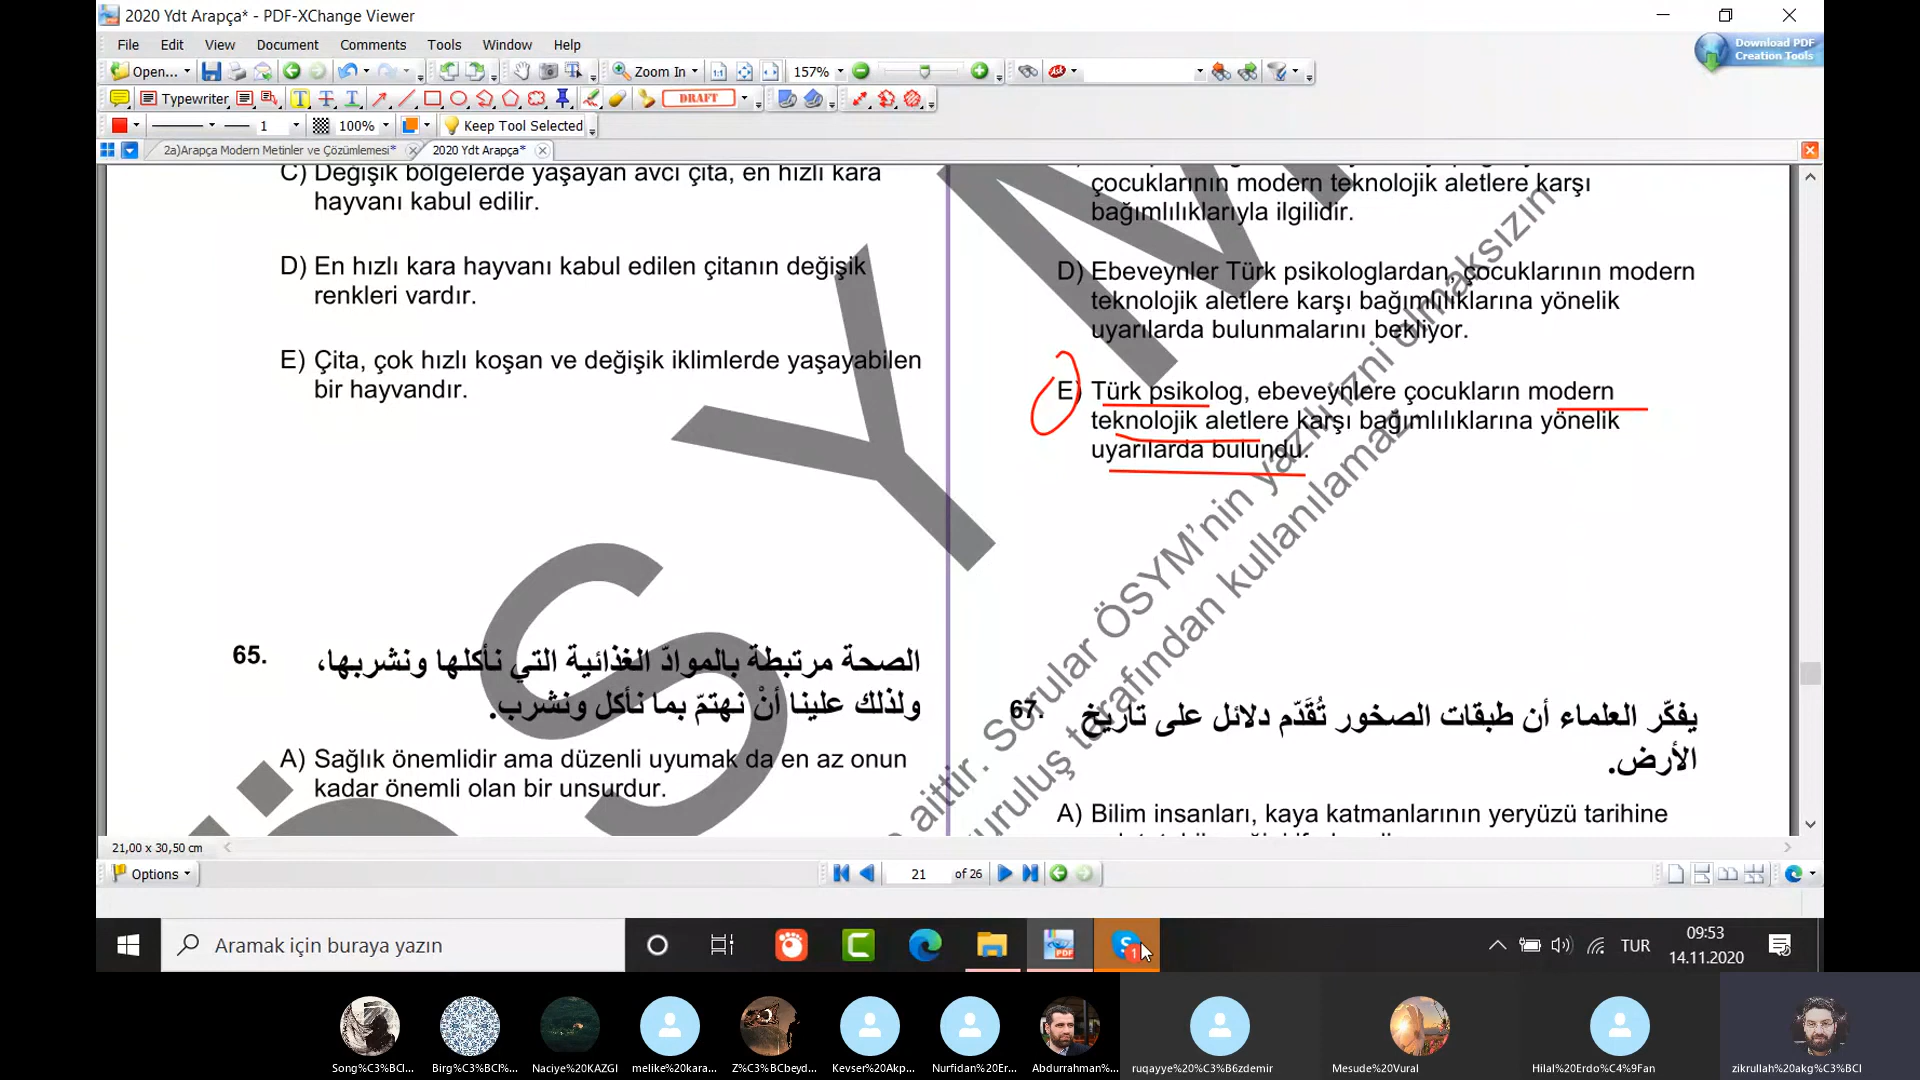 2020 Ydt Arapça* - PDF-XChange Viewer
File Edit View Document Comments Tools Window Help
Download PDF
Creation Tools
Open... Zoom In 157%
Typewriter DRAFT
1 100% Keep Tool Selected
2a)Arapça Modern Metinler ve Çözümlemesi* 2020 Ydt Arapça*
C) Değişik bölgelerde yaşayan avcı çita, en hızlı kara
hayvanı kabul edilir.
D) En hızlı kara hayvanı kabul edilen çitanın değişik
renkleri vardır.
E) Çita, çok hızlı koşan ve değişik iklimlerde yaşayabilen
bir hayvandır.
65. الصحة مرتبطة بالموادّ الغذائية التي نأكلها ونشربها،
ولذلك علينا أنْ نهتمّ بما نأكل ونشرب.
A) Sağlık önemlidir ama düzenli uyumak da en az onun
kadar önemli olan bir unsurdur.
çocuklarının modern teknolojik aletlere karşı
bağımlılıklarıyla ilgilidir.
D) Ebeveynler Türk psikologlardan, çocuklarının modern
teknolojik aletlere karşı bağımlılıklarına yönelik
uyarılarda bulunmalarını bekliyor.
E) Türk psikolog, ebeveynlere çocukların modern
teknolojik aletlere karşı bağımlılıklarına yönelik
uyarılarda bulundu.
67. يفكّر العلماء أن طبقات الصخور تُقَدّم دلائل على تاريخ
الأرض.
A) Bilim insanları, kaya katmanlarının yeryüzü tarihine
S Y M
aittir. Sorular ÖSYM'nin yazılı izni olmaksızın
kuruluş tarafından kullanılamaz.
21,00 x 30,50 cm
Options 21 of 26
Aramak için buraya yazın
TUR
09:53
14.11.2020
Song%C3%BCl... Birg%C3%BCl%... Naciye%20KAZGI melike%20kara... Z%C3%BCbeyd... Kevser%20Akp... Nurfidan%20Er... Abdurrahman%... ruqayye%20%C3%B6zdemir Mesude%20Vural Hilal%20Erdo%C4%9Fan zikrullah%20akg%C3%BCl